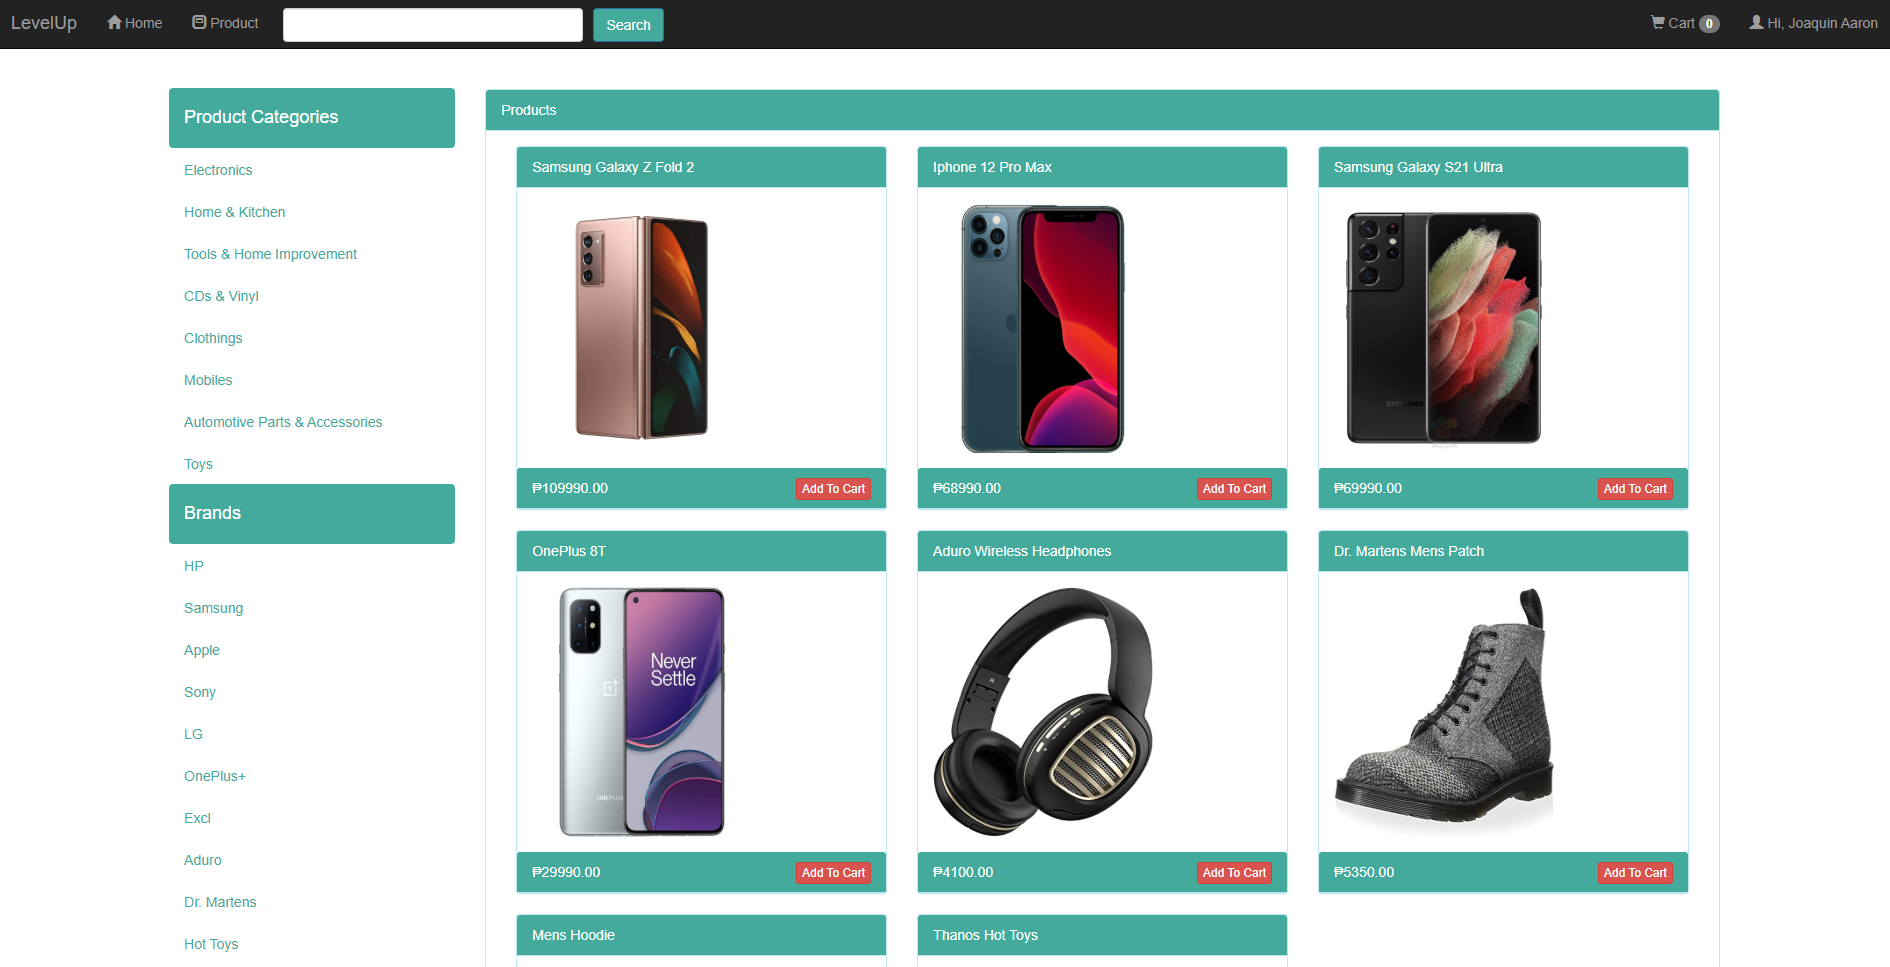 LevelUp Home Product Search Cart 0 Hi, Joaquin Aaron
Product Categories
Electronics
Home & Kitchen
Tools & Home Improvement
CDs & Vinyl
Clothings
Mobiles
Automotive Parts & Accessories
Toys
Brands
HP
Samsung
Apple
Sony
LG
OnePlus+
Excl
Aduro
Dr. Martens
Hot Toys
Products
Samsung Galaxy Z Fold 2
₱109990.00 Add To Cart
Iphone 12 Pro Max
₱68990.00 Add To Cart
Samsung Galaxy S21 Ultra
SAMSUNG
₱69990.00 Add To Cart
OnePlus 8T
Never
Settle
ONEPLUS
₱29990.00 Add To Cart
Aduro Wireless Headphones
R
₱4100.00 Add To Cart
Dr. Martens Mens Patch
₱5350.00 Add To Cart
Mens Hoodie
Thanos Hot Toys